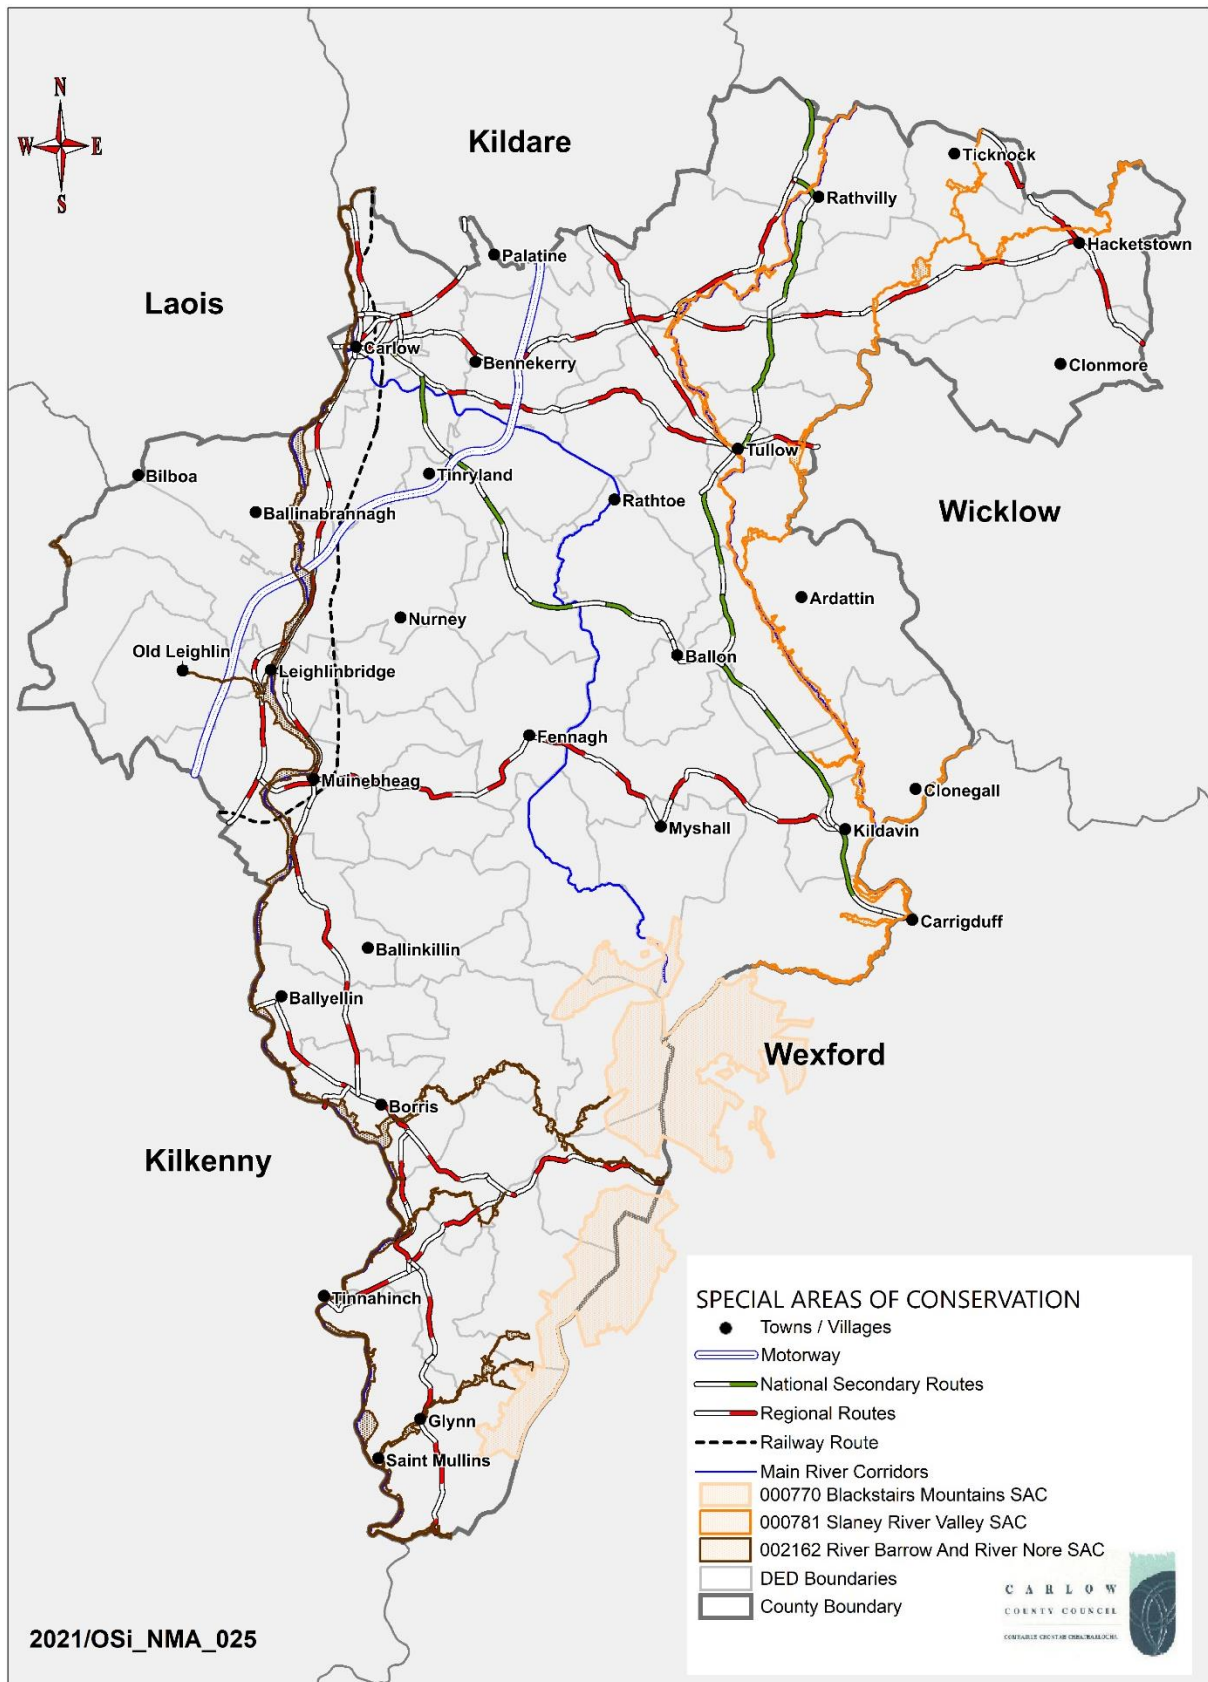 N
W E
S
Kildare
Ticknock
Rathvilly
Hacketstown
Palatine
Laois
Carlow
Bennekerry
Clonmore
Tullow
Bilboa
Tinryland
Rathtoe
Ballinabrannagh
Wicklow
Ardattin
Nurney
Old Leighlin
Ballon
Leighlinbridge
Fennagh
Muinebheag
Clonegall
Myshall
Kildavin
Carrigduff
Ballinkillin
Ballyellin
Wexford
Borris
Kilkenny
Tinnahinch
Glynn
Saint Mullins
SPECIAL AREAS OF CONSERVATION
Towns / Villages
Motorway
National Secondary Routes
Regional Routes
Railway Route
Main River Corridors
000770 Blackstairs Mountains SAC
000781 Slaney River Valley SAC
002162 River Barrow And River Nore SAC
DED Boundaries
County Boundary
CARLOW
COUNTY COUNCIL
2021/OSi_NMA_025